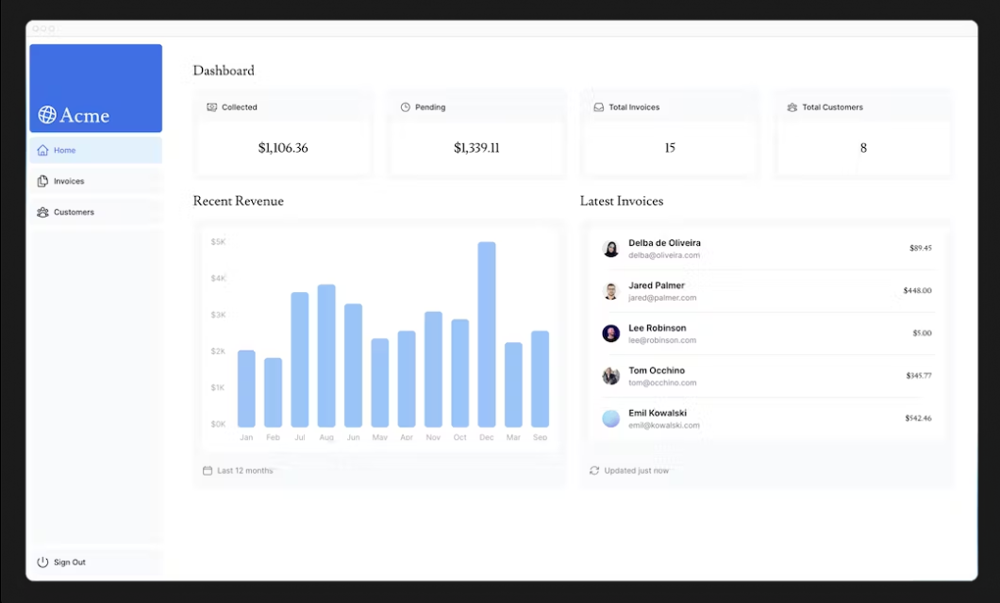 Acme
Home
Invoices
Customers
Sign Out
Dashboard
Collected
$1,106.36
Pending
$1,339.11
Total Invoices
15
Total Customers
8
Recent Revenue
$5K
$4K
$3K
$2K
$1K
$0K
Jan Feb Jul Aug Jun May Apr Nov Oct Dec Mar Sep
Last 12 months
Latest Invoices
Delba de Oliveira
delba@oliveira.com
$89.45
Jared Palmer
jared@palmer.com
$448.00
Lee Robinson
lee@robinson.com
$5.00
Tom Occhino
tom@occhino.com
$345.77
Emil Kowalski
emil@kowalski.com
$542.46
Updated just now